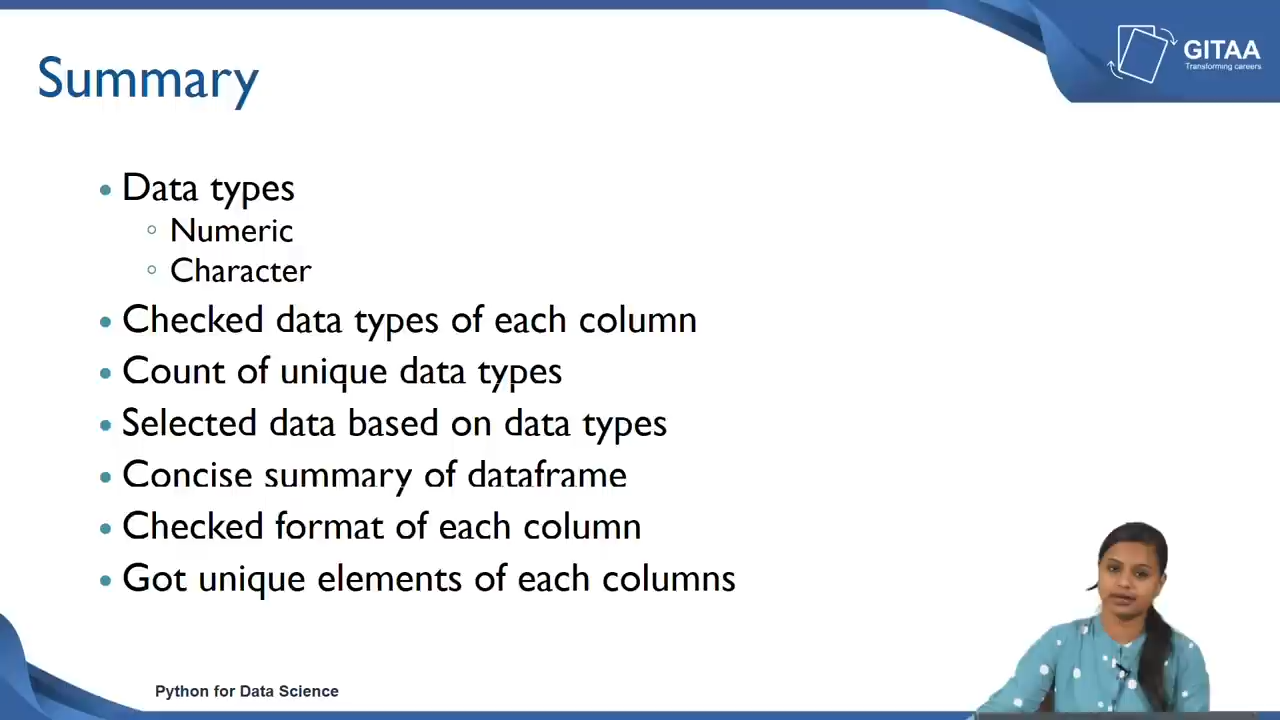 Summary
GITAA
Transforming careers
Data types
Numeric
Character
Checked data types of each column
Count of unique data types
Selected data based on data types
Concise summary of dataframe
Checked format of each column
Got unique elements of each columns
Python for Data Science